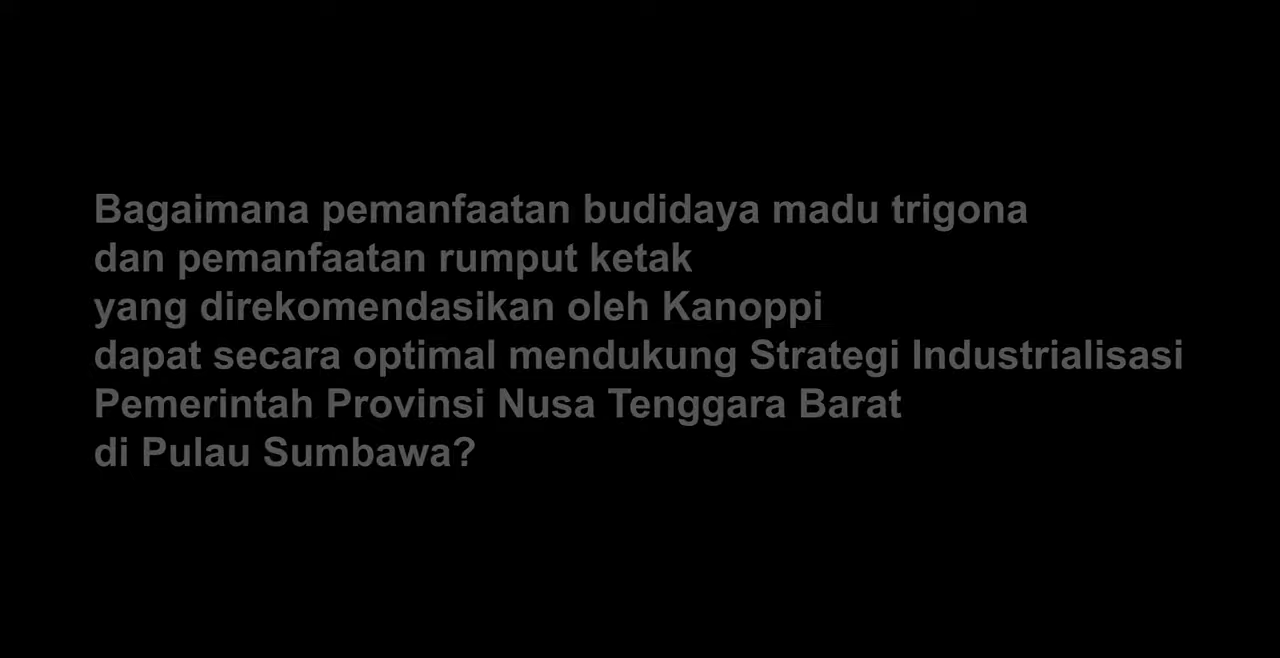 Bagaimana pemanfaatan budidaya madu trigona
dan pemanfaatan rumput ketak
yang direkomendasikan oleh Kanoppi
dapat secara optimal mendukung Strategi Industrialisasi
Pemerintah Provinsi Nusa Tenggara Barat
di Pulau Sumbawa?